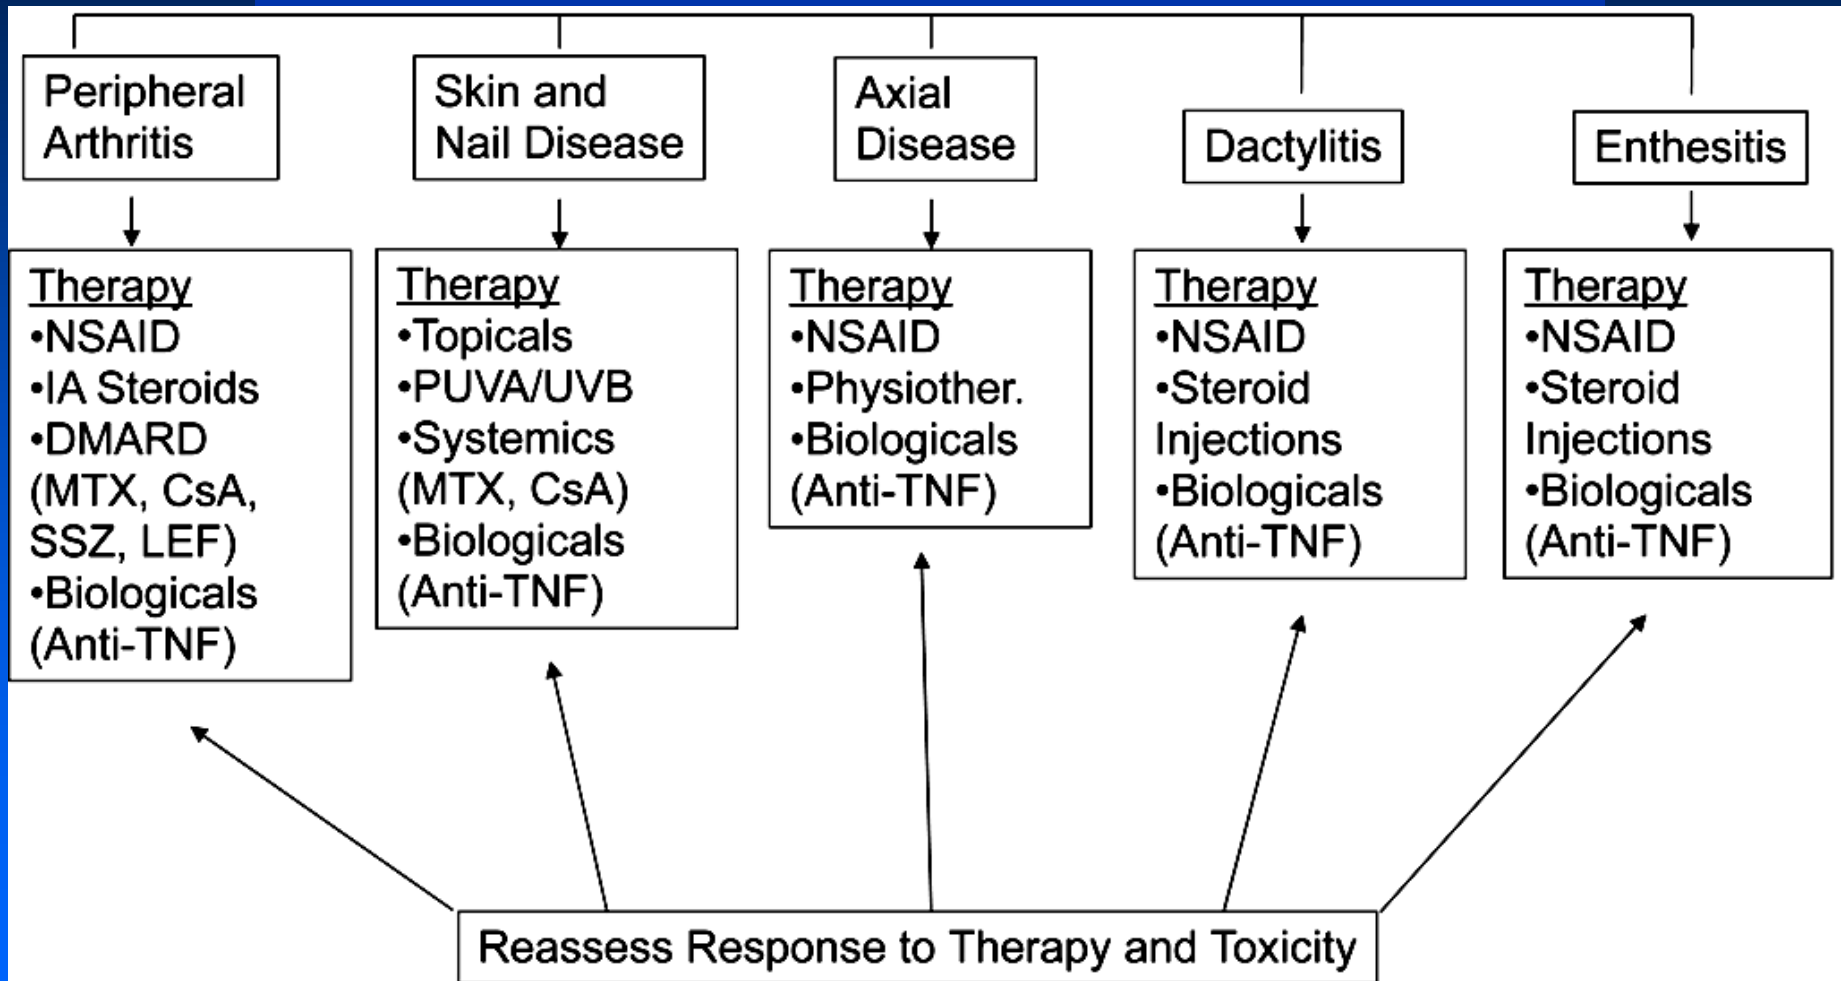 Peripheral
Arthritis
Skin and
Nail Disease
Axial
Disease
Dactylitis
Enthesitis
Therapy
•NSAID
•IA Steroids
•DMARD
(MTX, CsA,
SSZ, LEF)
•Biologicals
(Anti-TNF)
Therapy
•Topicals
•PUVA/UVB
•Systemics
(MTX, CsA)
•Biologicals
(Anti-TNF)
Therapy
•NSAID
•Physiother.
•Biologicals
(Anti-TNF)
Therapy
•NSAID
•Steroid
Injections
•Biologicals
(Anti-TNF)
Therapy
•NSAID
•Steroid
Injections
•Biologicals
(Anti-TNF)
Reassess Response to Therapy and Toxicity